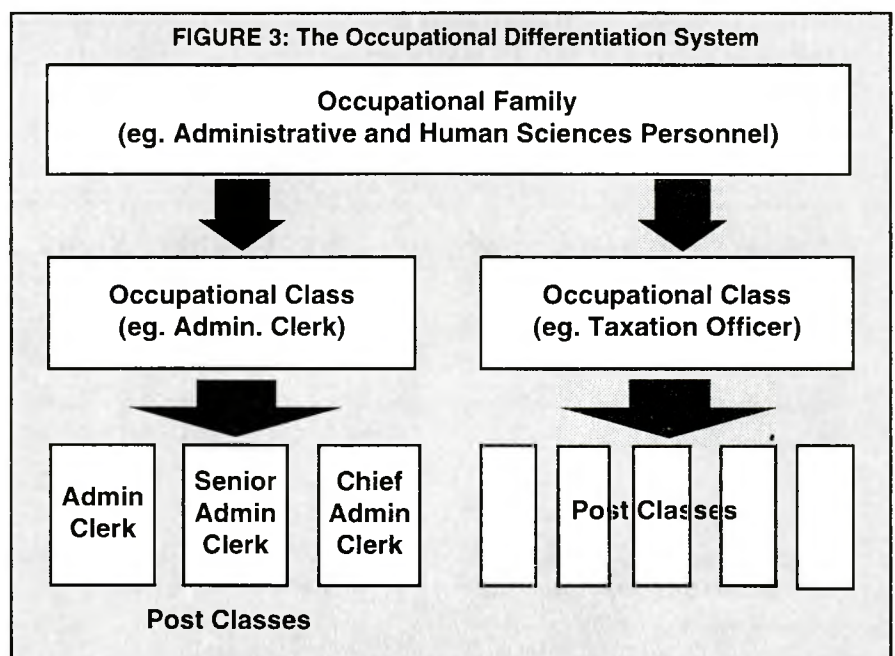 FIGURE 3: The Occupational Differentiation System
Occupational Family
(eg. Administrative and Human Sciences Personnel)
Occupational Class
(eg. Admin. Clerk)
Occupational Class
(eg. Taxation Officer)
Admin
Clerk
Senior
Admin
Clerk
Chief
Admin
Clerk
Post Classes
Post Classes